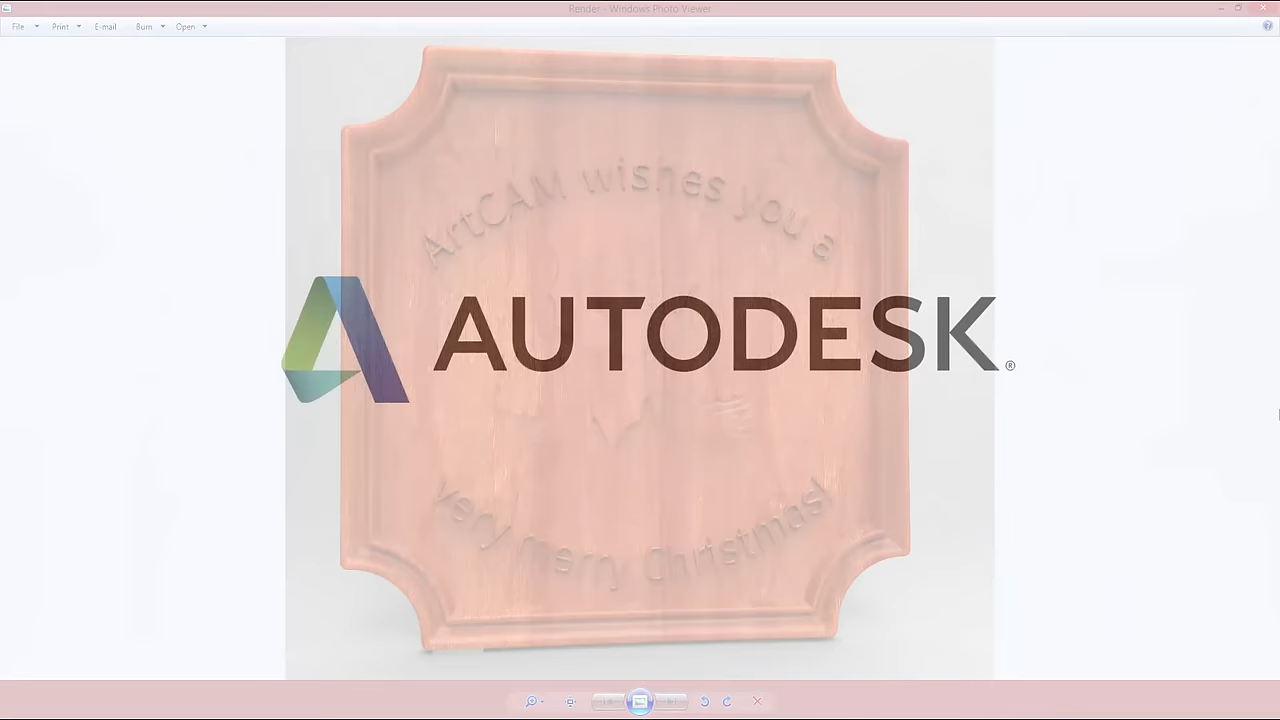 Render - Windows Photo Viewer
File Print E-mail Burn Open
ArtCAM wishes you a
AUTODESK®
very merry Christmas!